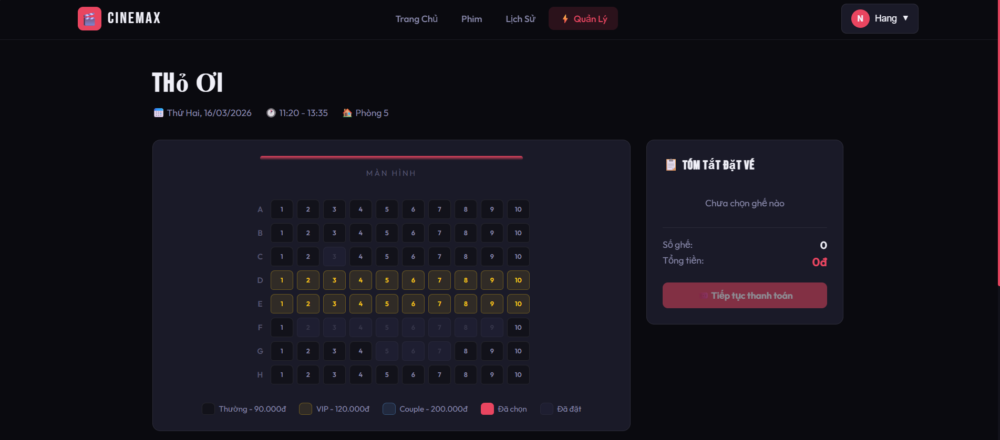 CINEMAX
Trang Chủ
Phim
Lịch Sử
Quản Lý
N
Hang ▼
THỏ ƠI
Thứ Hai, 16/03/2026
11:20 - 13:35
Phòng 5
MÀN HÌNH
A 1 2 3 4 5 6 7 8 9 10
B 1 2 3 4 5 6 7 8 9 10
C 1 2 3 4 5 6 7 8 9 10
D 1 2 3 4 5 6 7 8 9 10
E 1 2 3 4 5 6 7 8 9 10
F 1 2 3 4 5 6 7 8 9 10
G 1 2 3 4 5 6 7 8 9 10
H 1 2 3 4 5 6 7 8 9 10
Thường - 90.000đ
VIP - 120.000đ
Couple - 200.000đ
Đã chọn
Đã đặt
TÓM TắT ĐặT VÉ
Chưa chọn ghế nào
Số ghế: 0
Tổng tiền: 0đ
Tiếp tục thanh toán